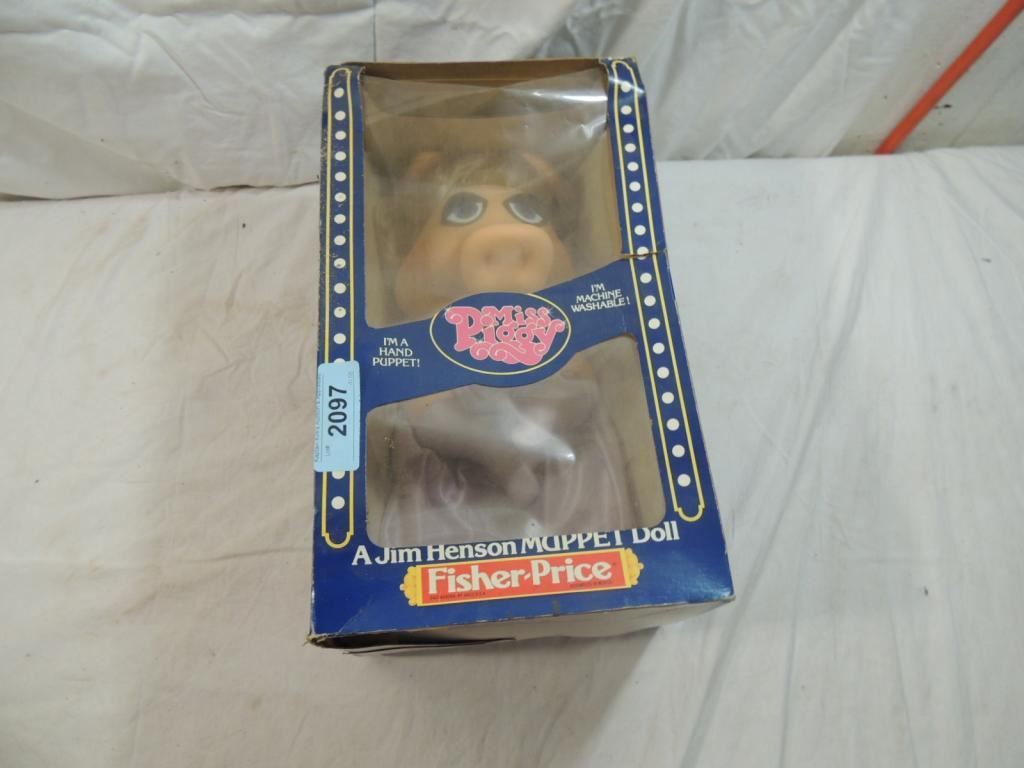 I'M
MACHINE
WASHABLE!
Miss
Piggy
I'M A
HAND
PUPPET!
2097
A Jim Henson MUPPET Doll
Fisher-Price